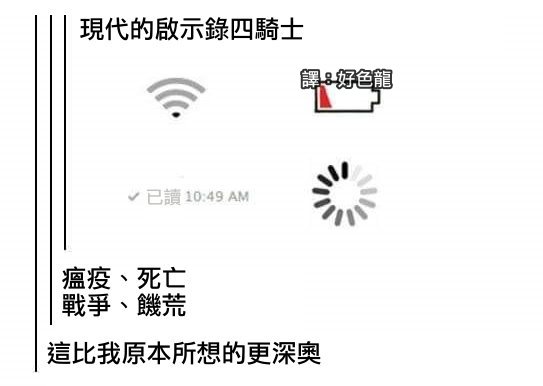 現代的啟示錄四騎士
譯：好色龍
已讀 10:49 AM
瘟疫、死亡
戰爭、饑荒
這比我原本所想的更深奧